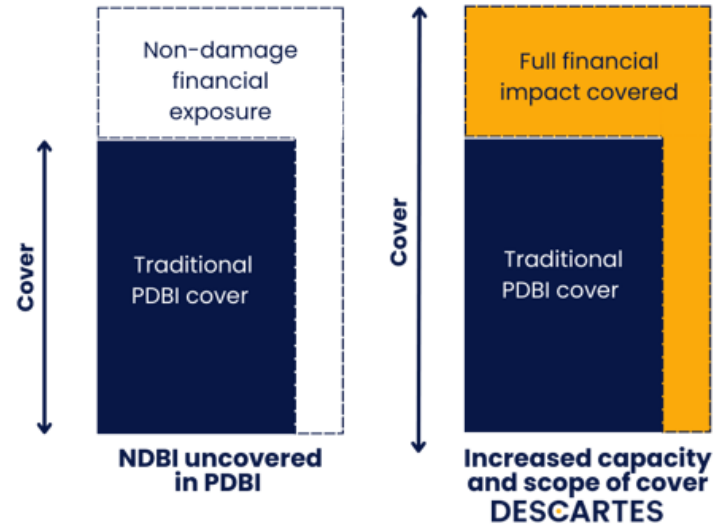 Non-damage
financial
exposure
Cover
Traditional
PDBI cover
NDBI uncovered
in PDBI
Full financial
impact covered
Cover
Traditional
PDBI cover
Increased capacity
and scope of cover
DESCARTES